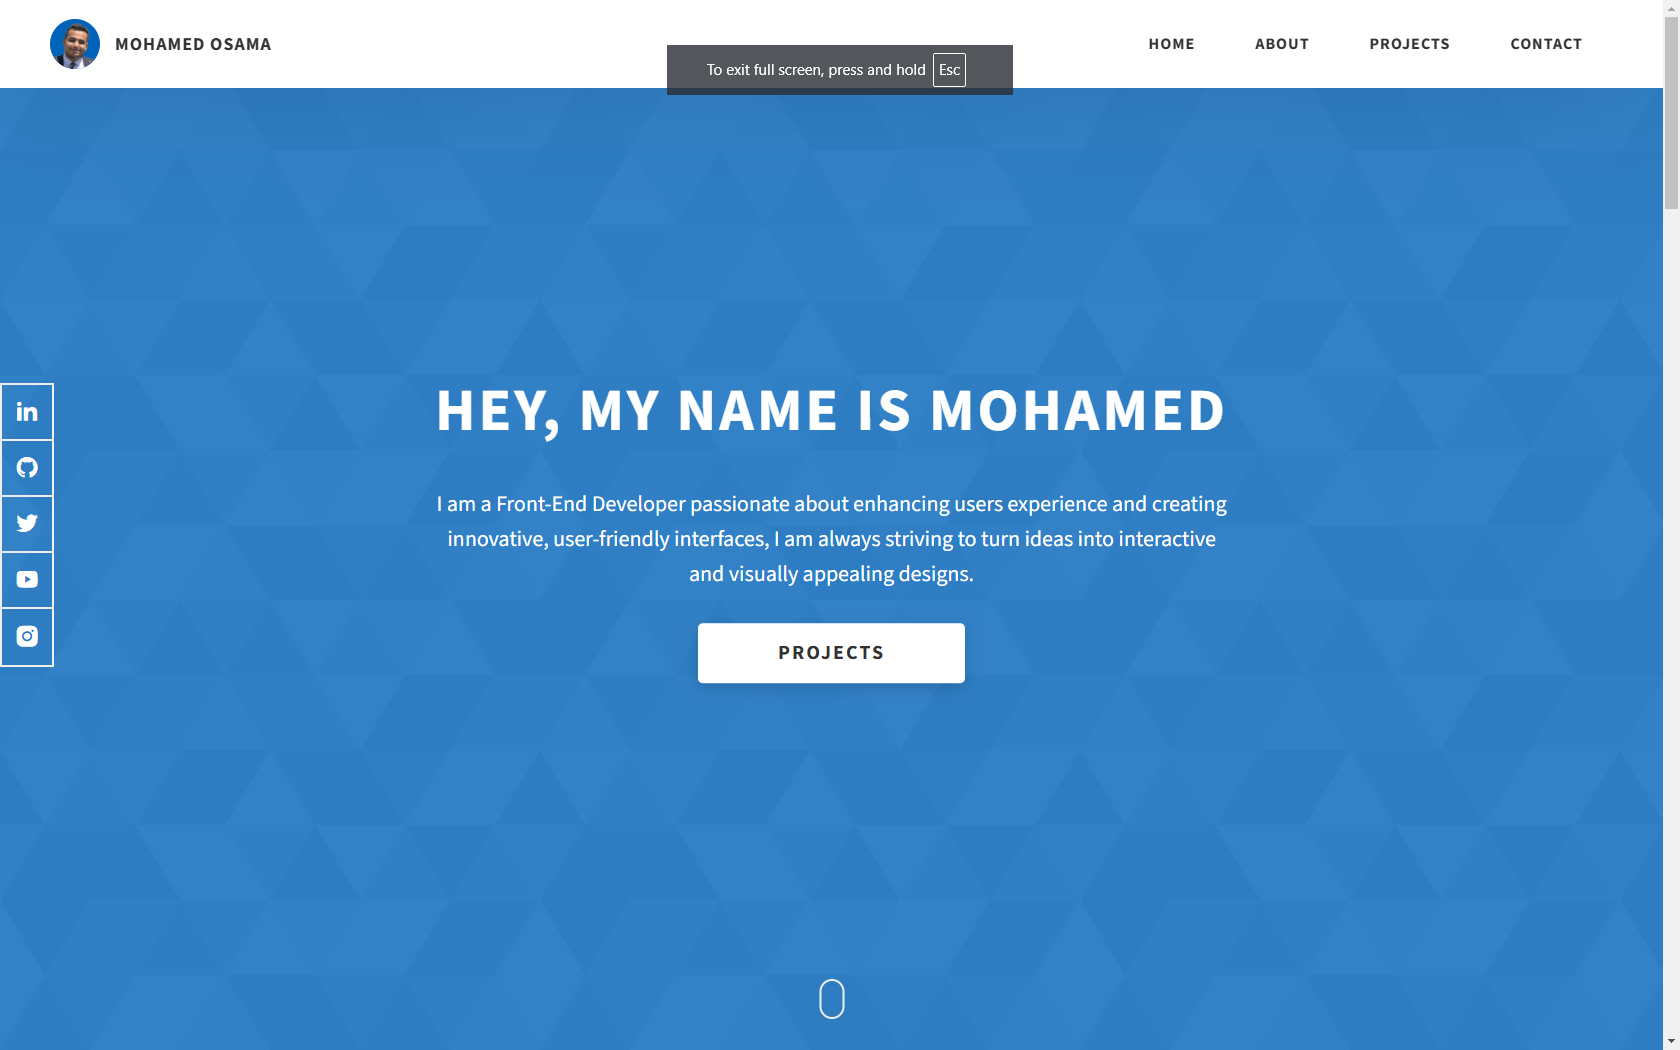 MOHAMED OSAMA
HOME ABOUT PROJECTS CONTACT
To exit full screen, press and hold Esc
HEY, MY NAME IS MOHAMED
I am a Front-End Developer passionate about enhancing users experience and creating
innovative, user-friendly interfaces, I am always striving to turn ideas into interactive
and visually appealing designs.
PROJECTS